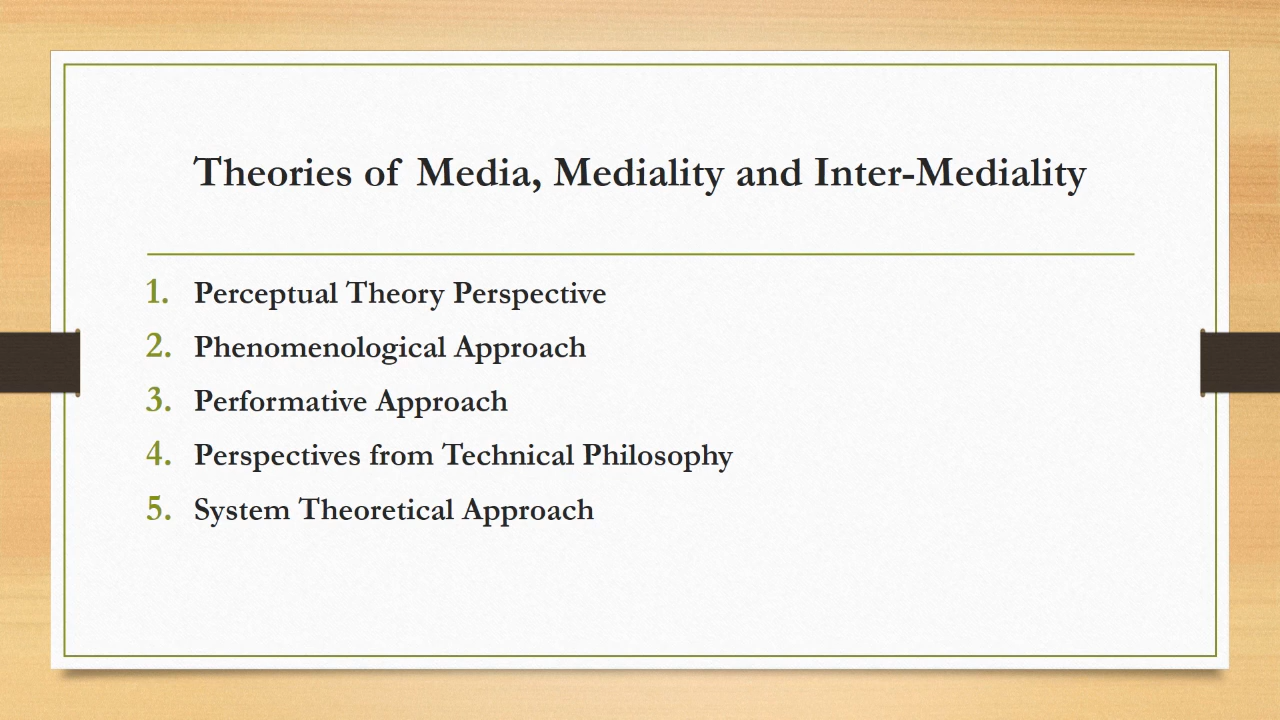 Theories of Media, Mediality and Inter-Mediality
1. Perceptual Theory Perspective
2. Phenomenological Approach
3. Performative Approach
4. Perspectives from Technical Philosophy
5. System Theoretical Approach